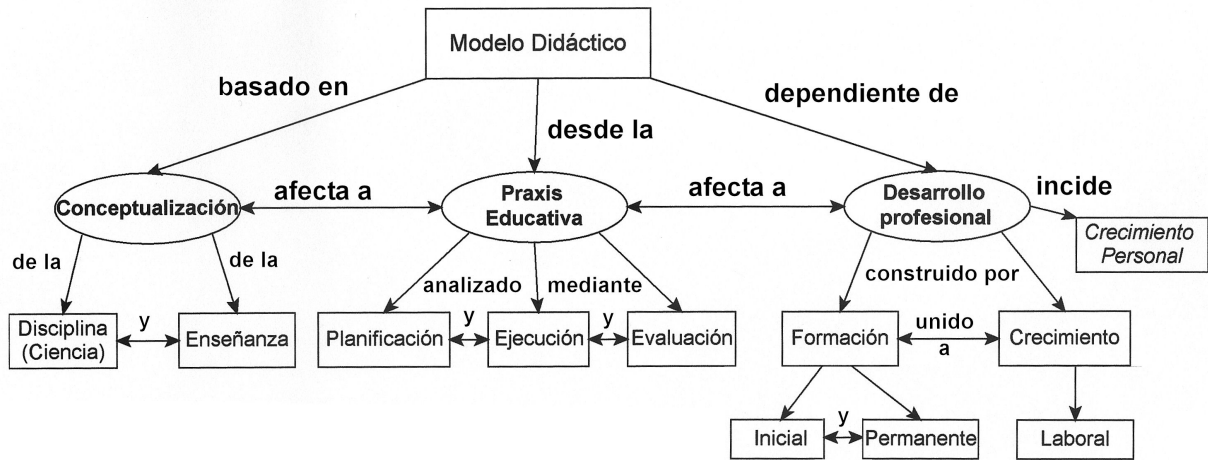 Modelo Didáctico
basado en
desde la
dependiente de
Conceptualización
afecta a
Praxis
Educativa
afecta a
Desarrollo
profesional
incide
Crecimiento
Personal
de la
de la
analizado
mediante
construido por
Disciplina
(Ciencia)
y
Enseñanza
Planificación
y
Ejecución
y
Evaluación
Formación
unido
a
Crecimiento
Inicial
y
Permanente
Laboral